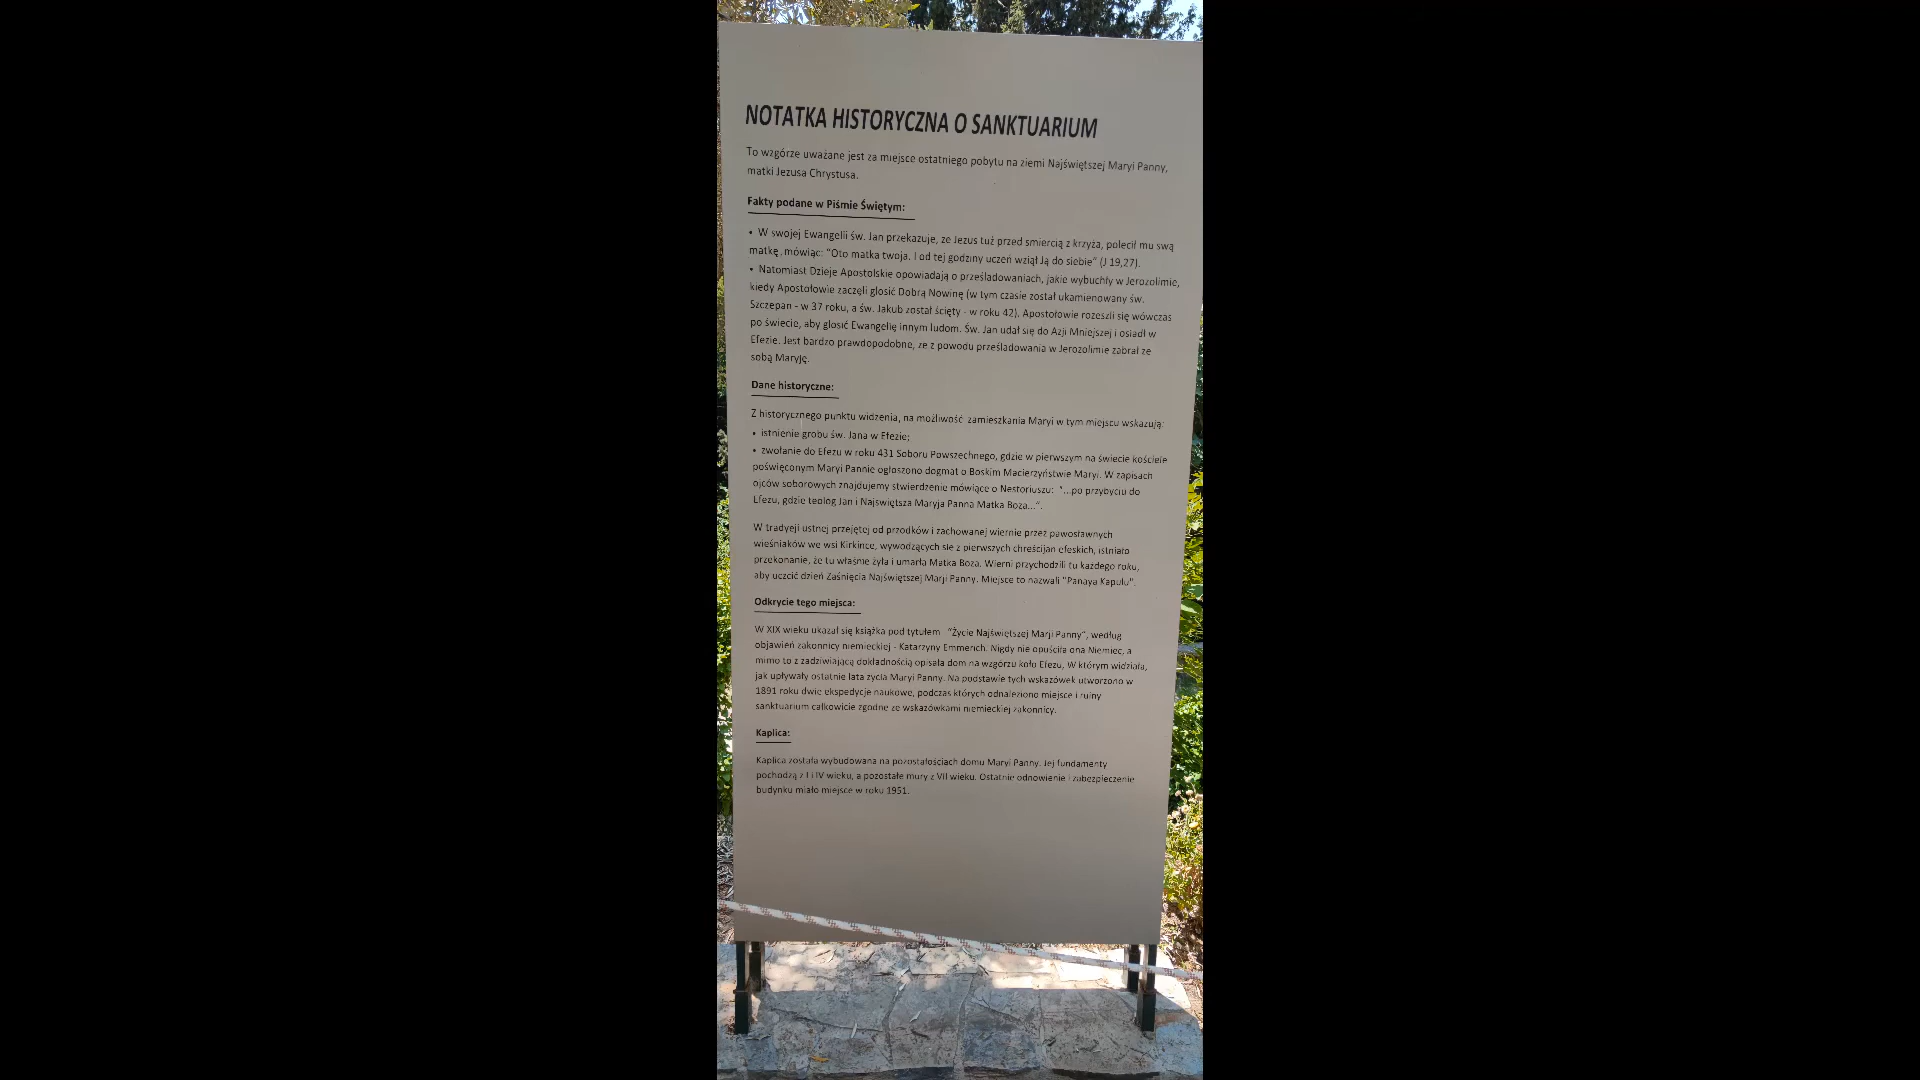 NOTATKA HISTORYCZNA O SANKTUARIUM
To wzgórze uważane jest za miejsce ostatniego pobytu na ziemi Najświętszej Maryi Panny,
matki Jezusa Chrystusa.
Fakty podane w Piśmie Świętym:
• W swojej Ewangelii św. Jan przekazuje, ze Jezus tuż przed smiercią z krzyża, polecił mu swą
matkę, mówiąc: "Oto matka twoja. I od tej godziny uczeń wziął Ją do siebie" (J 19,27).
• Natomiast Dzieje Apostolskie opowiadają o prześladowaniach, jakie wybuchły w Jerozolimie,
kiedy Apostołowie zaczęli glosić Dobrą Nowinę (w tym czasie został ukamienowany św.
Szczepan - w 37 roku, a św. Jakub został ścięty - w roku 42). Apostołowie rozeszli się wówczas
po świecie, aby glosić Ewangelię innym ludom. Św. Jan udał się do Azji Mniejszej i osiadł w
Efezie. Jest bardzo prawdopodobne, ze z powodu prześladowania w Jerozolimie zabrał ze
sobą Maryję.
Dane historyczne:
Z historycznego punktu widzenia, na możliwość zamieszkania Maryi w tym miejscu wskazują:
• istnienie grobu św. Jana w Efezie;
• zwołanie do Efezu w roku 431 Soboru Powszechnego, gdzie w pierwszym na świecie kościele
poświęconym Maryi Pannie ogłoszono dogmat o Boskim Macierzyństwie Maryi. W zapisach
ojców soborowych znajdujemy stwierdzenie mówiące o Nestoriuszu: "...po przybyciu do
Efezu, gdzie teolog Jan i Najswiętsza Maryja Panna Matka Boza...".
W tradycji ustnej przejętej od przodków i zachowanej wiernie przez pawosławnych
wieśniaków we wsi Kirkince, wywodzących sie z pierwszych chreścijan efeskich, istniało
przekonanie, że tu właśnie żyła i umarła Matka Boza. Wierni przychodzili tu każdego roku,
aby uczcić dzień Zaśnięcia Najświętszej Marji Panny. Miejsce to nazwali "Panaya Kapulu".
Odkrycie tego miejsca:
W XIX wieku ukazał się książka pod tytułem "Życie Najświętszej Marji Panny", według
objawień zakonnicy niemieckiej - Katarzyny Emmerich. Nigdy nie opuściła ona Niemiec, a
mimo to z zadziwiającą dokładnością opisała dom na wzgórzu koło Efezu, W którym widziała,
jak upływały ostatnie lata życia Maryi Panny. Na podstawie tych wskazówek utworzono w
1891 roku dwie ekspedycje naukowe, podczas których odnaleziono miejsce i ruiny
sanktuarium całkowicie zgodne ze wskazówkami niemieckiej zakonnicy.
Kaplica:
Kaplica została wybudowana na pozostałościach domu Maryi Panny. Jej fundamenty
pochodzą z I i IV wieku, a pozostałe mury z VII wieku. Ostatnie odnowienie i zabezpieczenie
budynku miało miejsce w roku 1951.